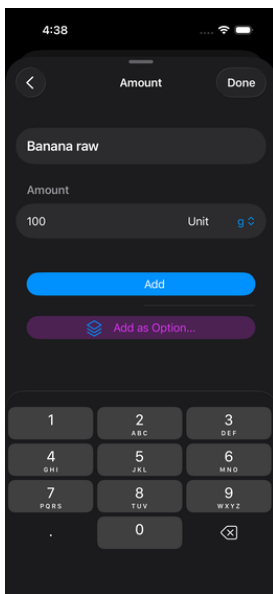 4:38
Amount
Done
Banana raw
Amount
100 Unit g
Add
Add as Option...
1 2 3
ABC DEF
4 5 6
GHI JKL MNO
7 8 9
PQRS TUV WXYZ
. 0